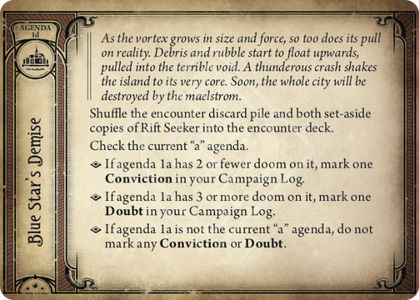 AGENDA
1d
Blue Star's Demise
As the vortex grows in size and force, so too does its pull
on reality. Debris and rubble start to float upwards,
pulled into the terrible void. A thunderous crash shakes
the island to its very core. Soon, the whole city will be
destroyed by the maelstrom.
Shuffle the encounter discard pile and both set-aside
copies of Rift Seeker into the encounter deck.
Check the current “a” agenda.
If agenda 1a has 2 or fewer doom on it, mark one
Conviction in your Campaign Log.
If agenda 1a has 3 or more doom on it, mark one
Doubt in your Campaign Log.
If agenda 1a is not the current “a” agenda, do not
mark any Conviction or Doubt.